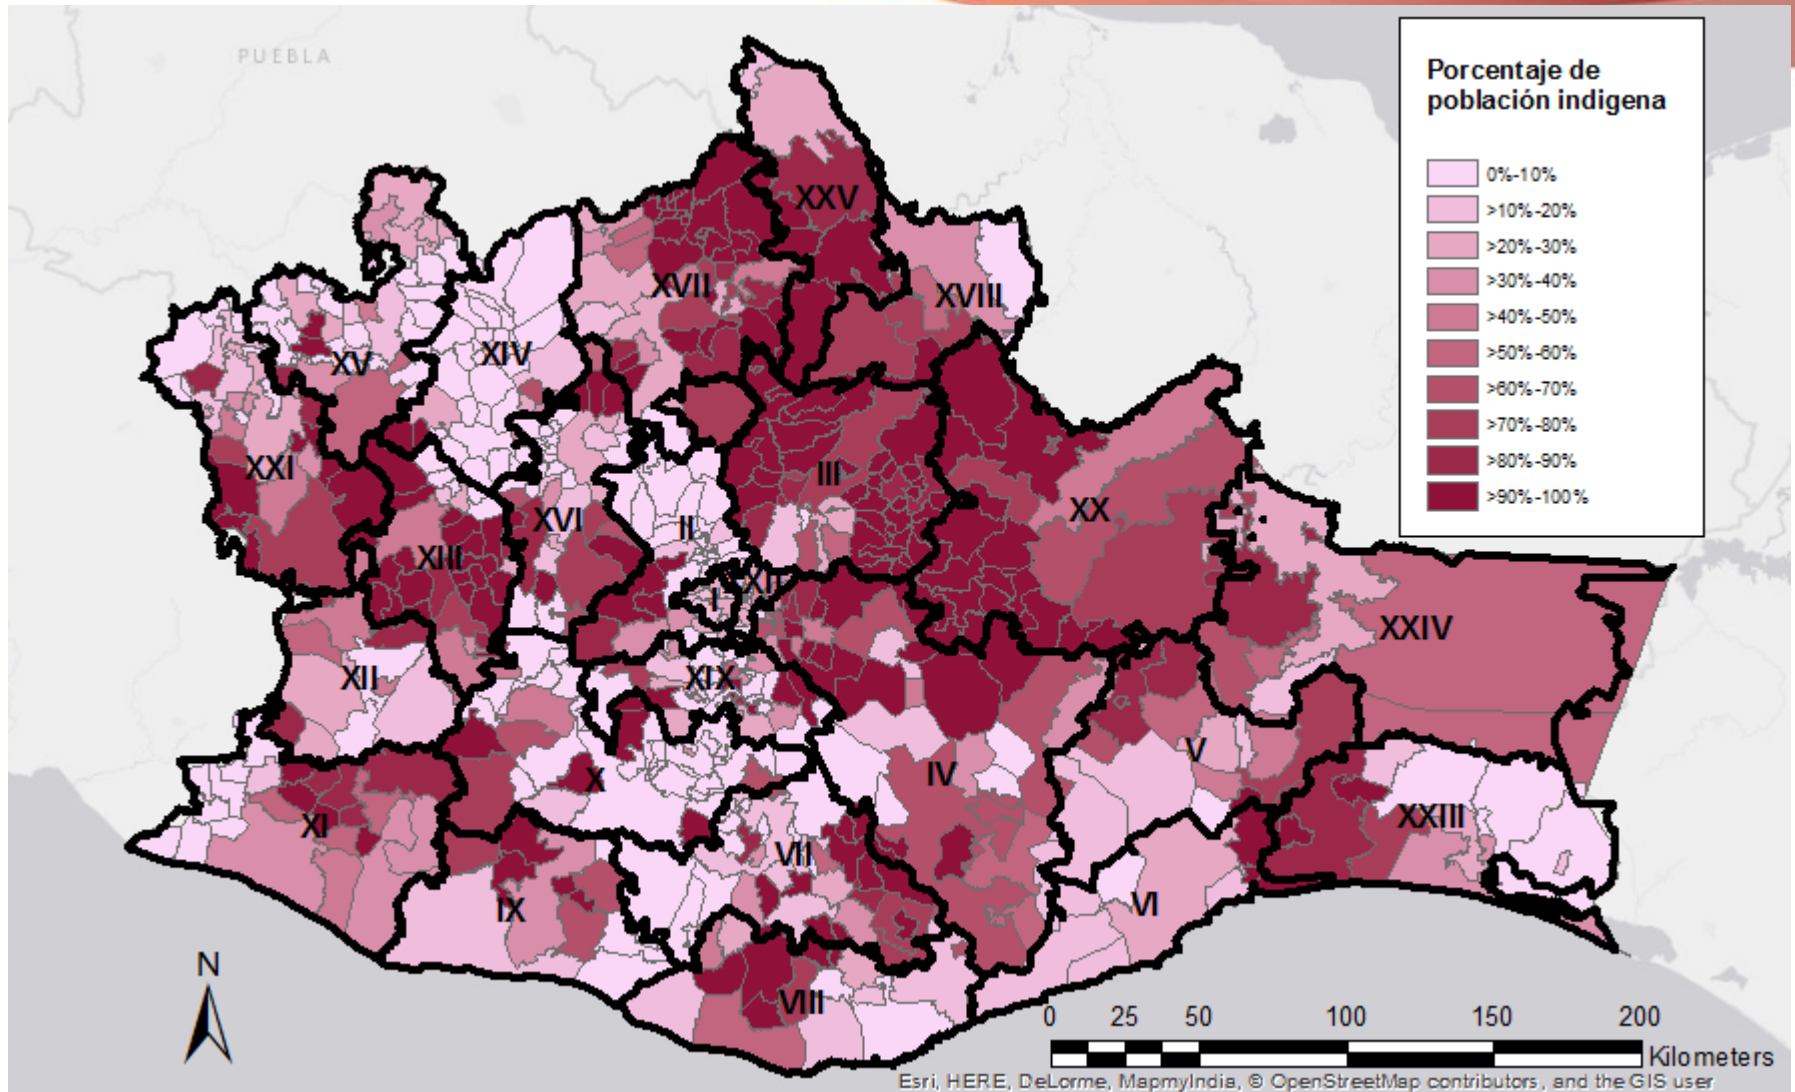 PUEBLA
Porcentaje de
población indigena
0%-10%
>10%-20%
>20%-30%
>30%-40%
>40%-50%
>50%-60%
>60%-70%
>70%-80%
>80%-90%
>90%-100%
XXV
XVII
XVIII
XIV
XV
XXI
III
XX
XVI
II
XIII
I
XXIV
XII
XIX
V
IV
X
XI
XXIII
VII
VI
IX
VIII
N
0 25 50 100 150 200
Kilometers
Esri, HERE, DeLorme, MapmyIndia, © OpenStreetMap contributors, and the GIS user